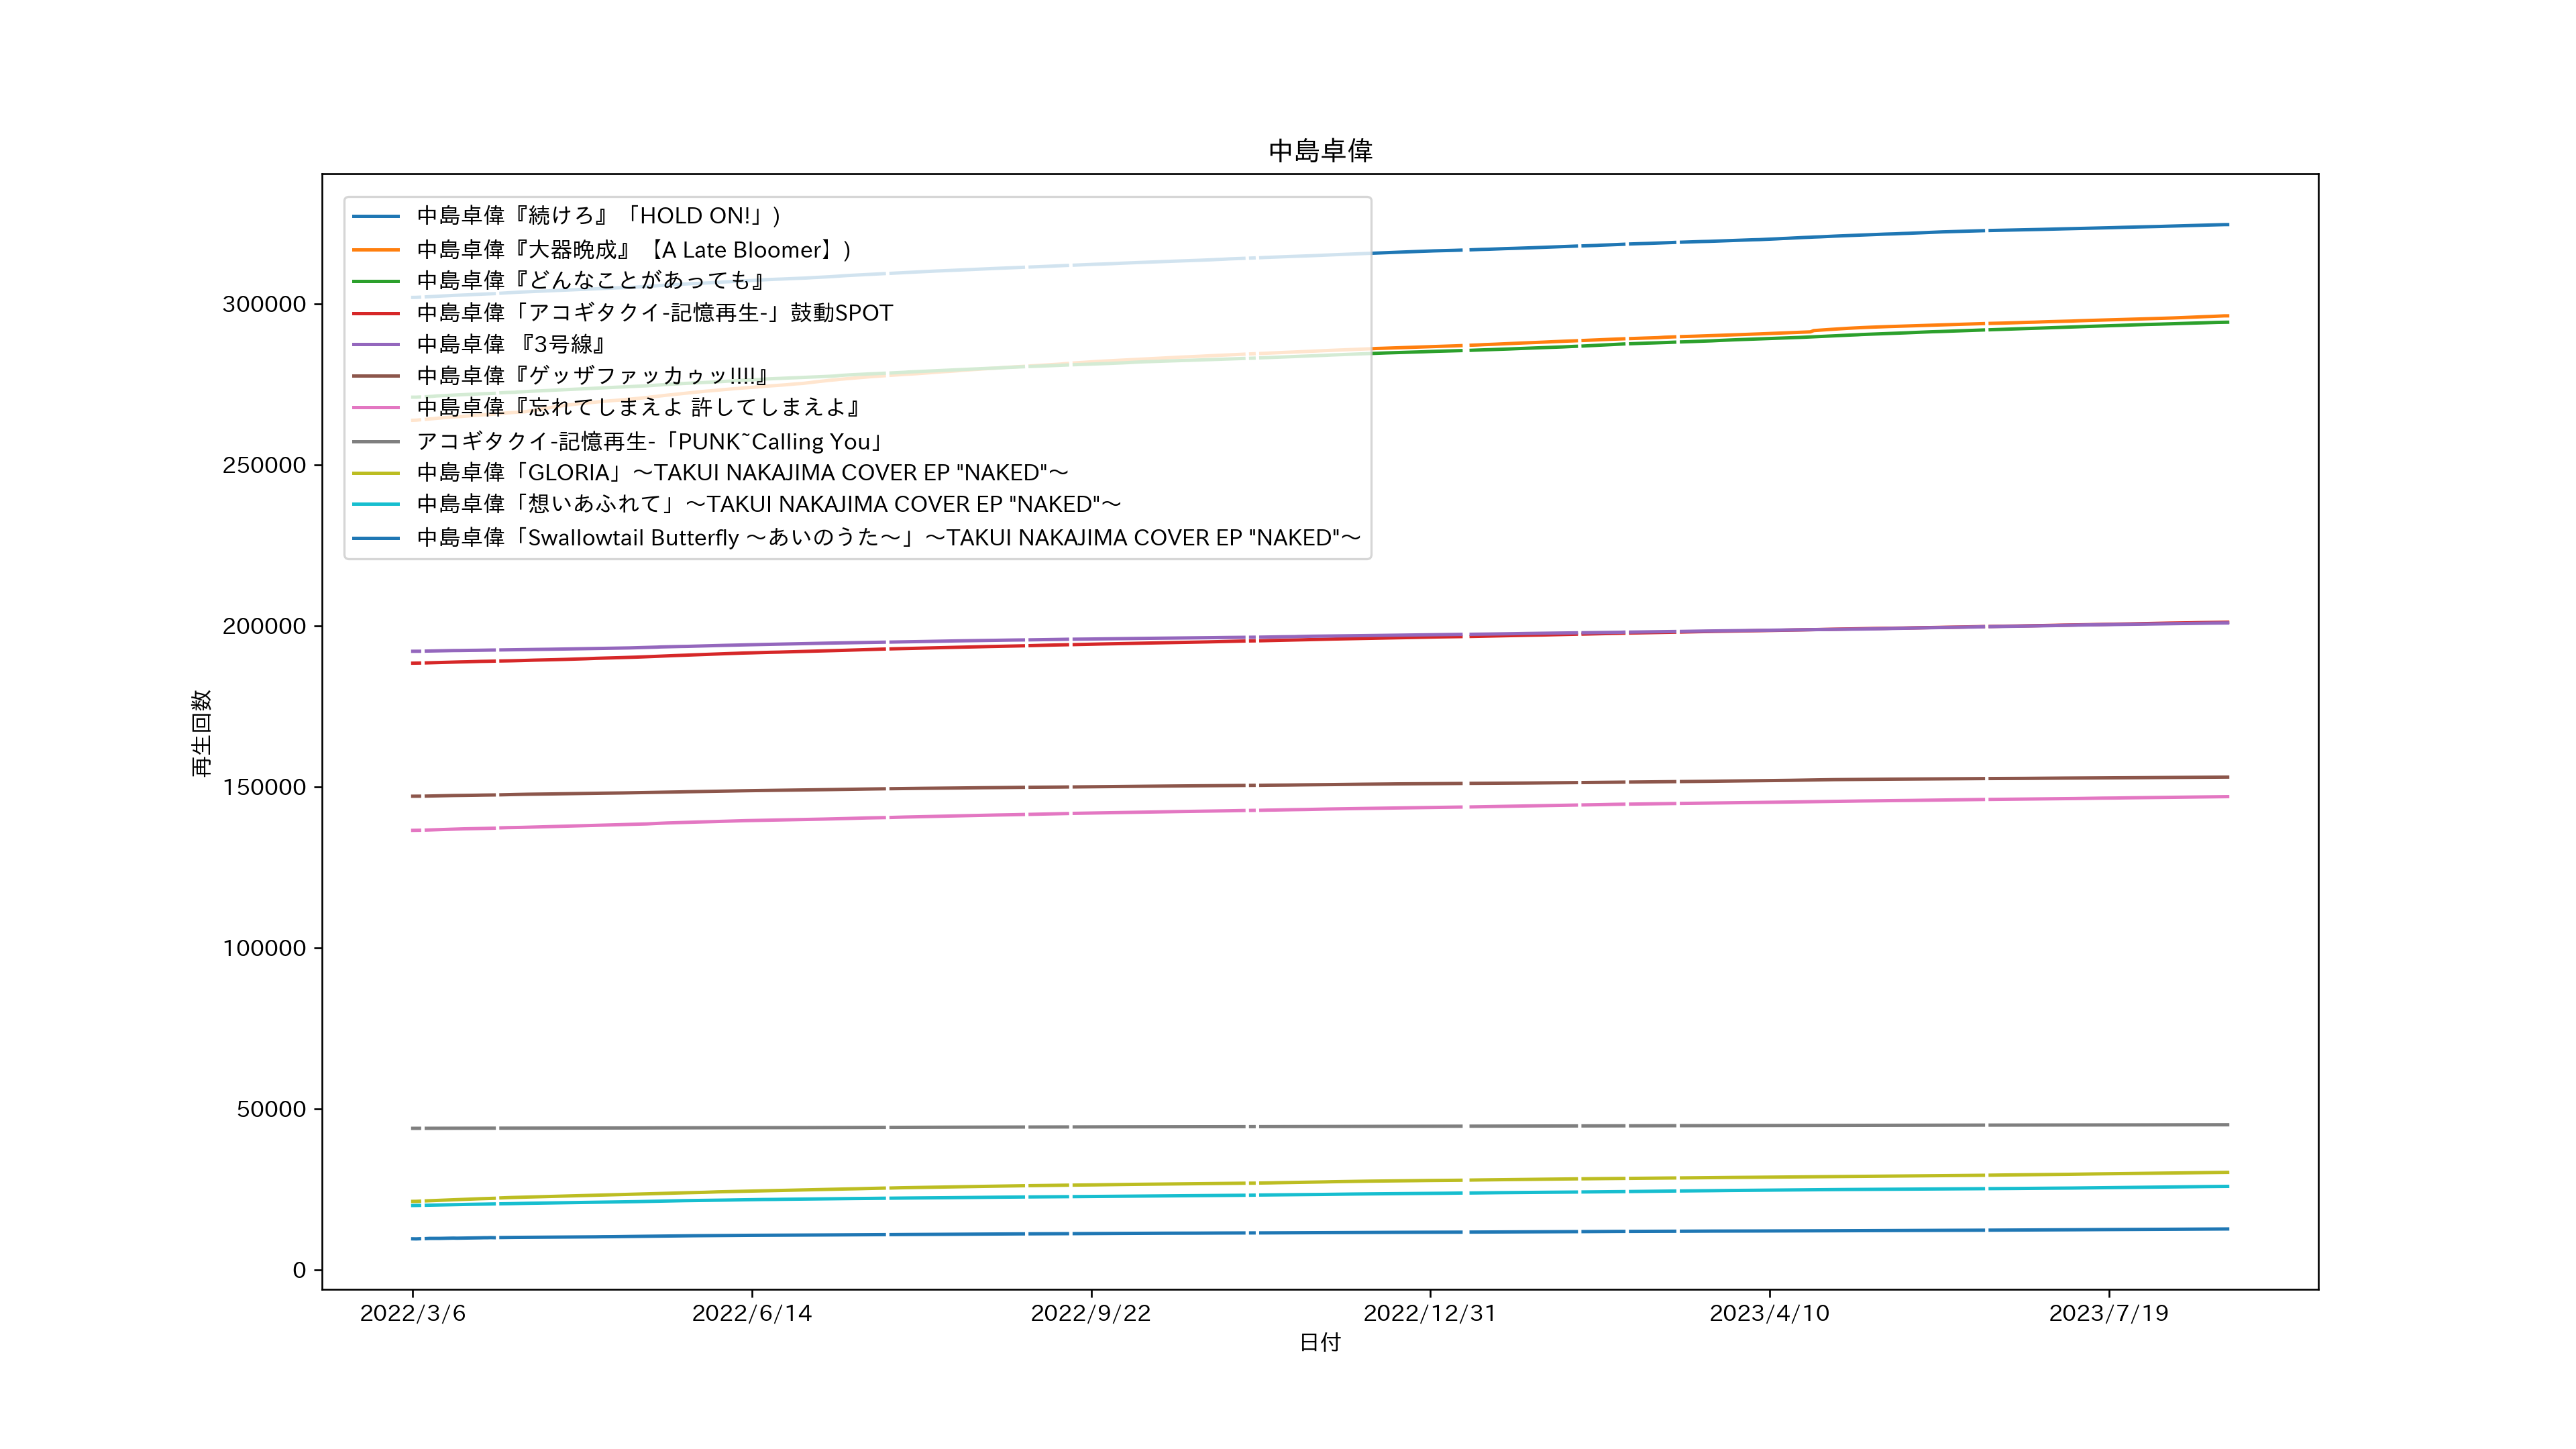 中島卓偉
中島卓偉『続けろ』「HOLD ON!」)
中島卓偉『大器晩成』【A Late Bloomer】)
中島卓偉『どんなことがあっても』
中島卓偉「アコギタクイ-記憶再生-」鼓動SPOT
中島卓偉 『3号線』
中島卓偉『ゲッザファッカゥッ!!!!』
中島卓偉『忘れてしまえよ 許してしまえよ』
アコギタクイ-記憶再生-「PUNK~Calling You」
中島卓偉「GLORIA」〜TAKUI NAKAJIMA COVER EP "NAKED"〜
中島卓偉「想いあふれて」〜TAKUI NAKAJIMA COVER EP "NAKED"〜
中島卓偉「Swallowtail Butterfly 〜あいのうた〜」〜TAKUI NAKAJIMA COVER EP "NAKED"〜
300000
250000
200000
150000
100000
50000
0
再生回数
2022/3/6 2022/6/14 2022/9/22 2022/12/31 2023/4/10 2023/7/19
日付